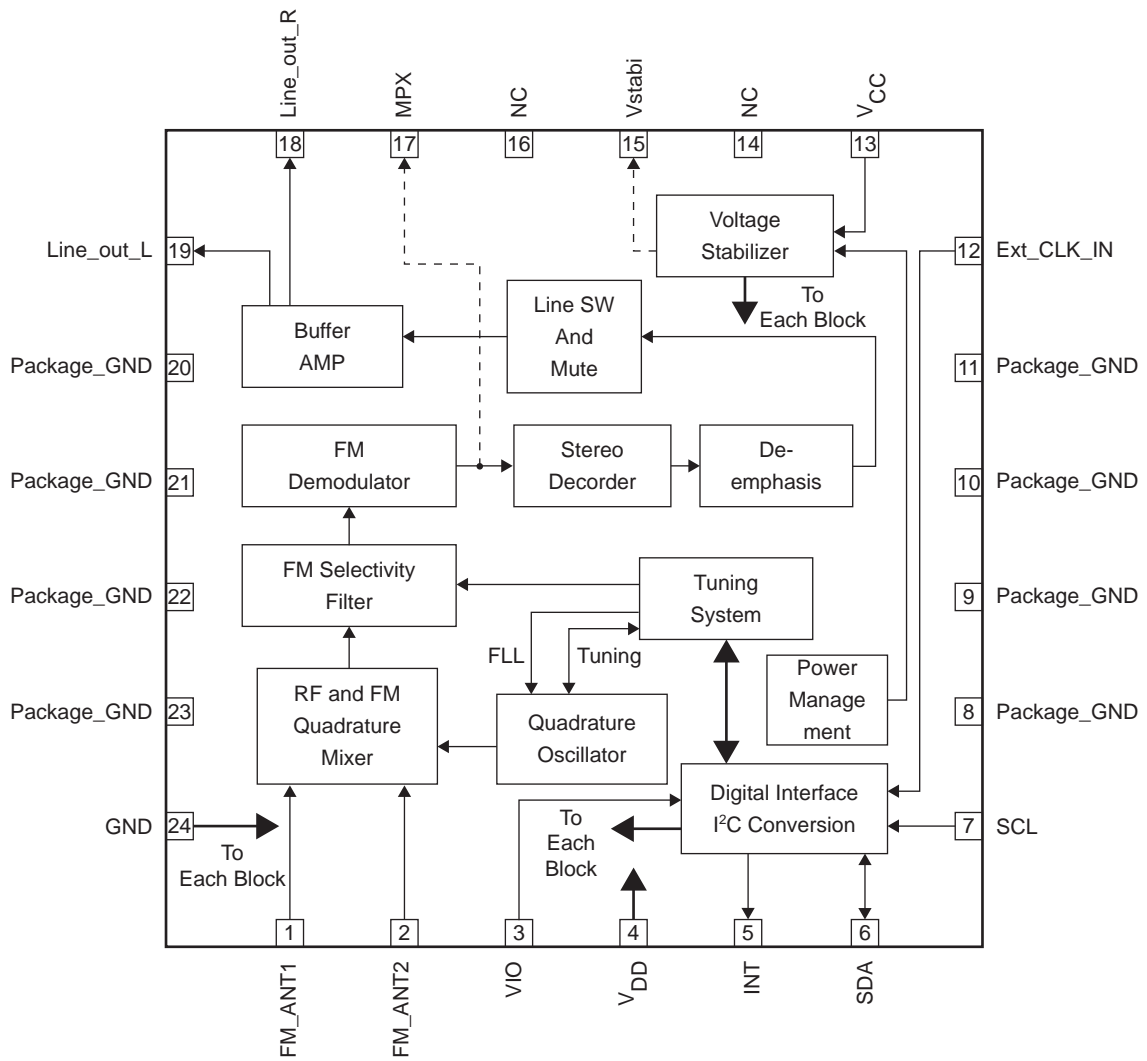 Line_out_R
MPX
NC
Vstabi
NC
VCC
18
17
16
15
14
13
Voltage
Stabilizer
Line_out_L
19
12
Ext_CLK_IN
To
Each Block
Line SW
And
Mute
Buffer
AMP
Package_GND
20
11
Package_GND
FM
Demodulator
Stereo
Decorder
De-
emphasis
Package_GND
21
10
Package_GND
FM Selectivity
Filter
Tuning
System
Package_GND
22
9
Package_GND
FLL
Tuning
RF and FM
Quadrature
Mixer
Quadrature
Oscillator
Power
Manage
ment
Package_GND
23
8
Package_GND
Digital Interface
I²C Conversion
GND
24
To
Each Block
To
Each
Block
7
SCL
1
2
3
4
5
6
FM_ANT1
FM_ANT2
VIO
VDD
INT
SDA